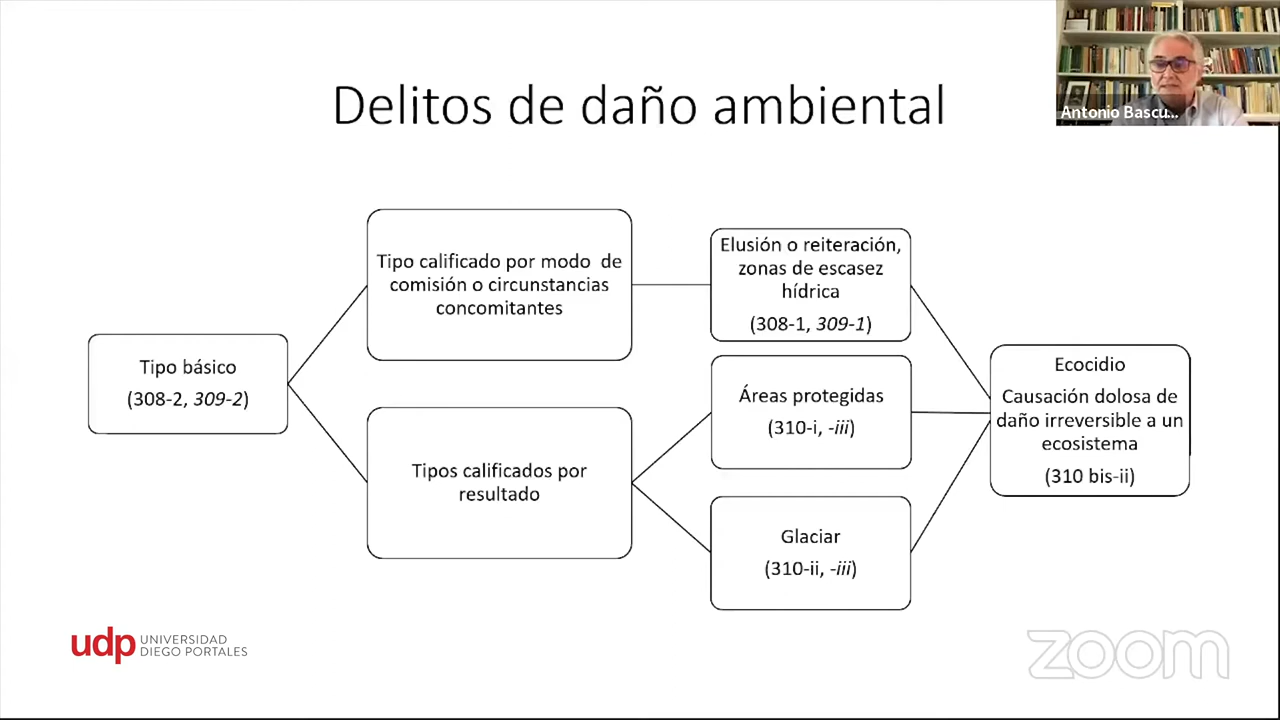 Delitos de daño ambiental
Antonio Bascu...
Tipo básico
(308-2, 309-2)
Tipo calificado por modo de
comisión o circunstancias
concomitantes
Tipos calificados por
resultado
Elusión o reiteración,
zonas de escasez
hídrica
(308-1, 309-1)
Áreas protegidas
(310-i, -iii)
Glaciar
(310-ii, -iii)
Ecocidio
Causación dolosa de
daño irreversible a un
ecosistema
(310 bis-ii)
udp UNIVERSIDAD
DIEGO PORTALES
zoom